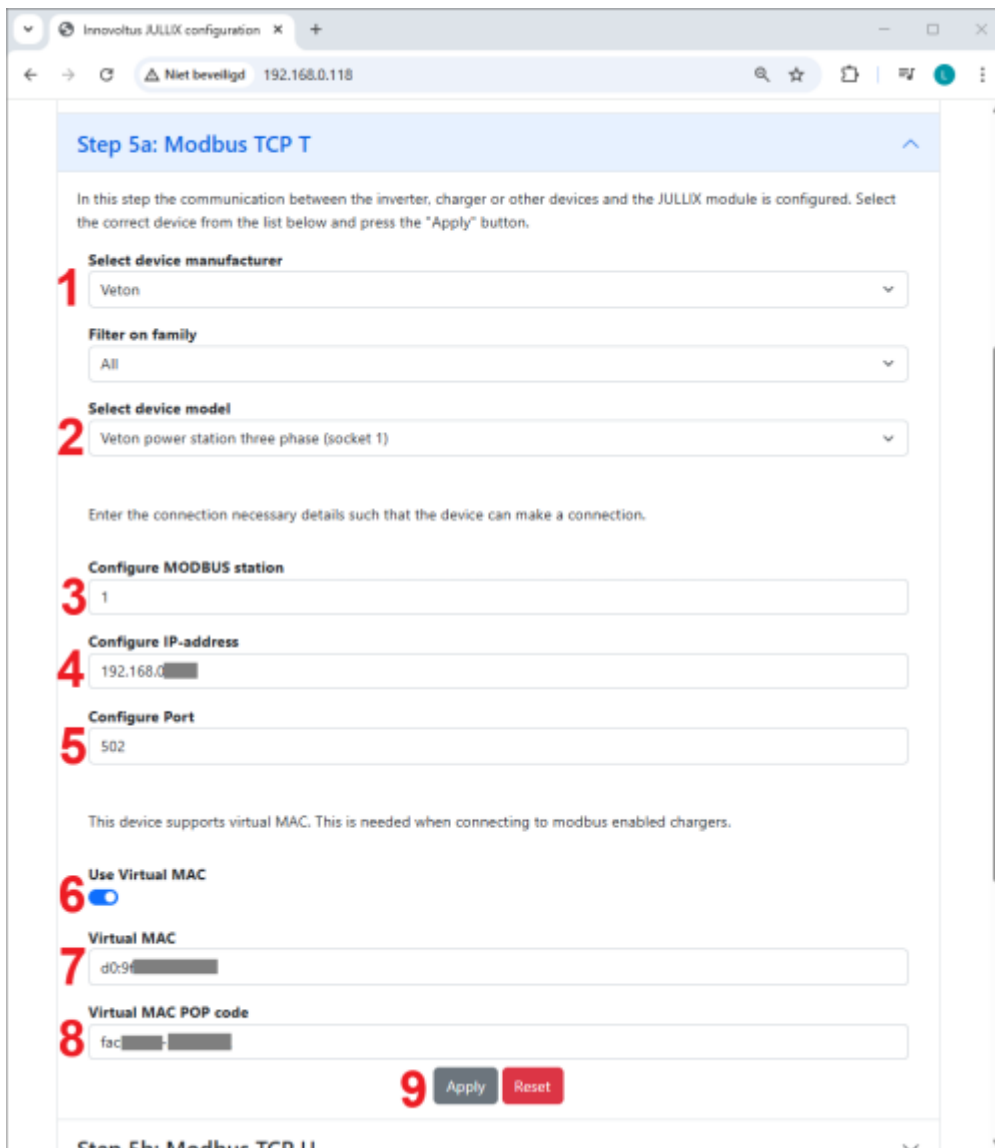 Innovoltus JULLIX configuration
Niet beveiligd 192.168.0.118
L
Step 5a: Modbus TCP T
In this step the communication between the inverter, charger or other devices and the JULLIX module is configured. Select
the correct device from the list below and press the "Apply" button.
Select device manufacturer
1
Veton
Filter on family
All
Select device model
2
Veton power station three phase (socket 1)
Enter the connection necessary details such that the device can make a connection.
Configure MODBUS station
3
1
Configure IP-address
4
192.168.0
Configure Port
5
502
This device supports virtual MAC. This is needed when connecting to modbus enabled chargers.
Use Virtual MAC
6
Virtual MAC
7
d0:9f
Virtual MAC POP code
8
fac -
9 Apply Reset
Step 5b: Modbus TCP U